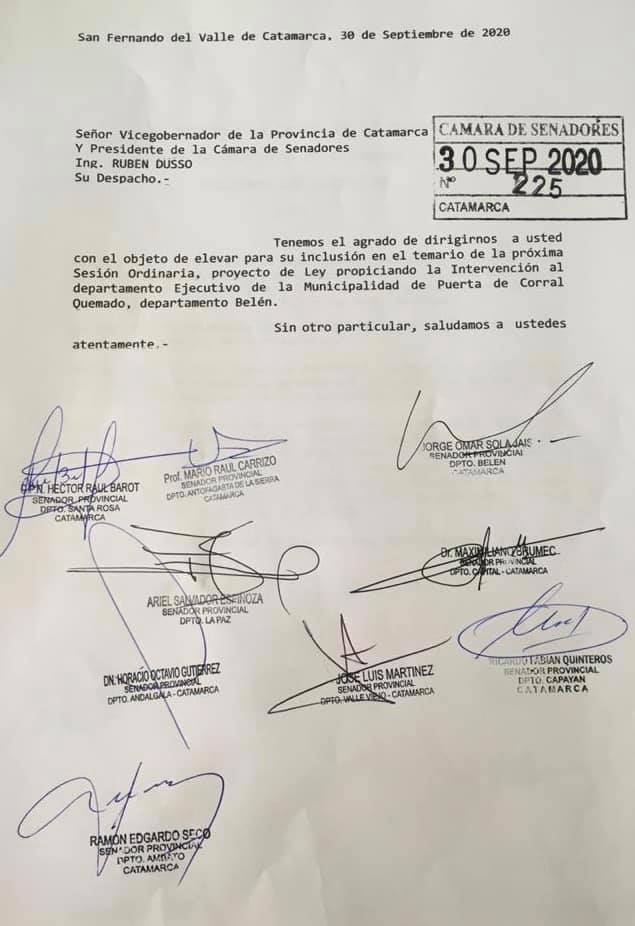 San Fernando del Valle de Catamarca, 30 de Septiembre de 2020
Señor Vicegobernador de la Provincia de Catamarca
Y Presidente de la Cámara de Senadores
Ing. RUBEN DUSSO
Su Despacho.-
CAMARA DE SENADORES
30 SEP 2020
Nº 225
CATAMARCA
Tenemos el agrado de dirigirnos a usted
con el objeto de elevar para su inclusión en el temario de la próxima
Sesión Ordinaria, proyecto de Ley propiciando la Intervención al
departamento Ejecutivo de la Municipalidad de Puerta de Corral
Quemado, departamento Belén.
Sin otro particular, saludamos a ustedes
atentamente.-
JORGE OMAR SOLAJAIS
SENADOR PROVINCIAL
DPTO. BELEN
CATAMARCA
Prof. MARIO RAUL CARRIZO
SENADOR PROVINCIAL
DPTO. ANTOFAGASTA DE LA SIERRA
CATAMARCA
C.P.N. HECTOR RAUL BAROT
SENADOR PROVINCIAL
DPTO. SANTA ROSA
CATAMARCA
Dr. MAXIMILIANO BRUMEC
SENADOR PROVINCIAL
DPTO. CAPITAL - CATAMARCA
ARIEL SALVADOR ESPINOZA
SENADOR PROVINCIAL
DPTO. LA PAZ
DN. HORACIO OCTAVIO GUTIERREZ
SENADOR PROVINCIAL
DPTO. ANDALGALA - CATAMARCA
JOSE LUIS MARTINEZ
SENADOR PROVINCIAL
DPTO. VALLE VIEJO - CATAMARCA
RICARDO FABIAN QUINTEROS
SENADOR PROVINCIAL
DPTO. CAPAYAN
CATAMARCA
RAMÓN EDGARDO SECO
SENADOR PROVINCIAL
DPTO. AMBATO
CATAMARCA